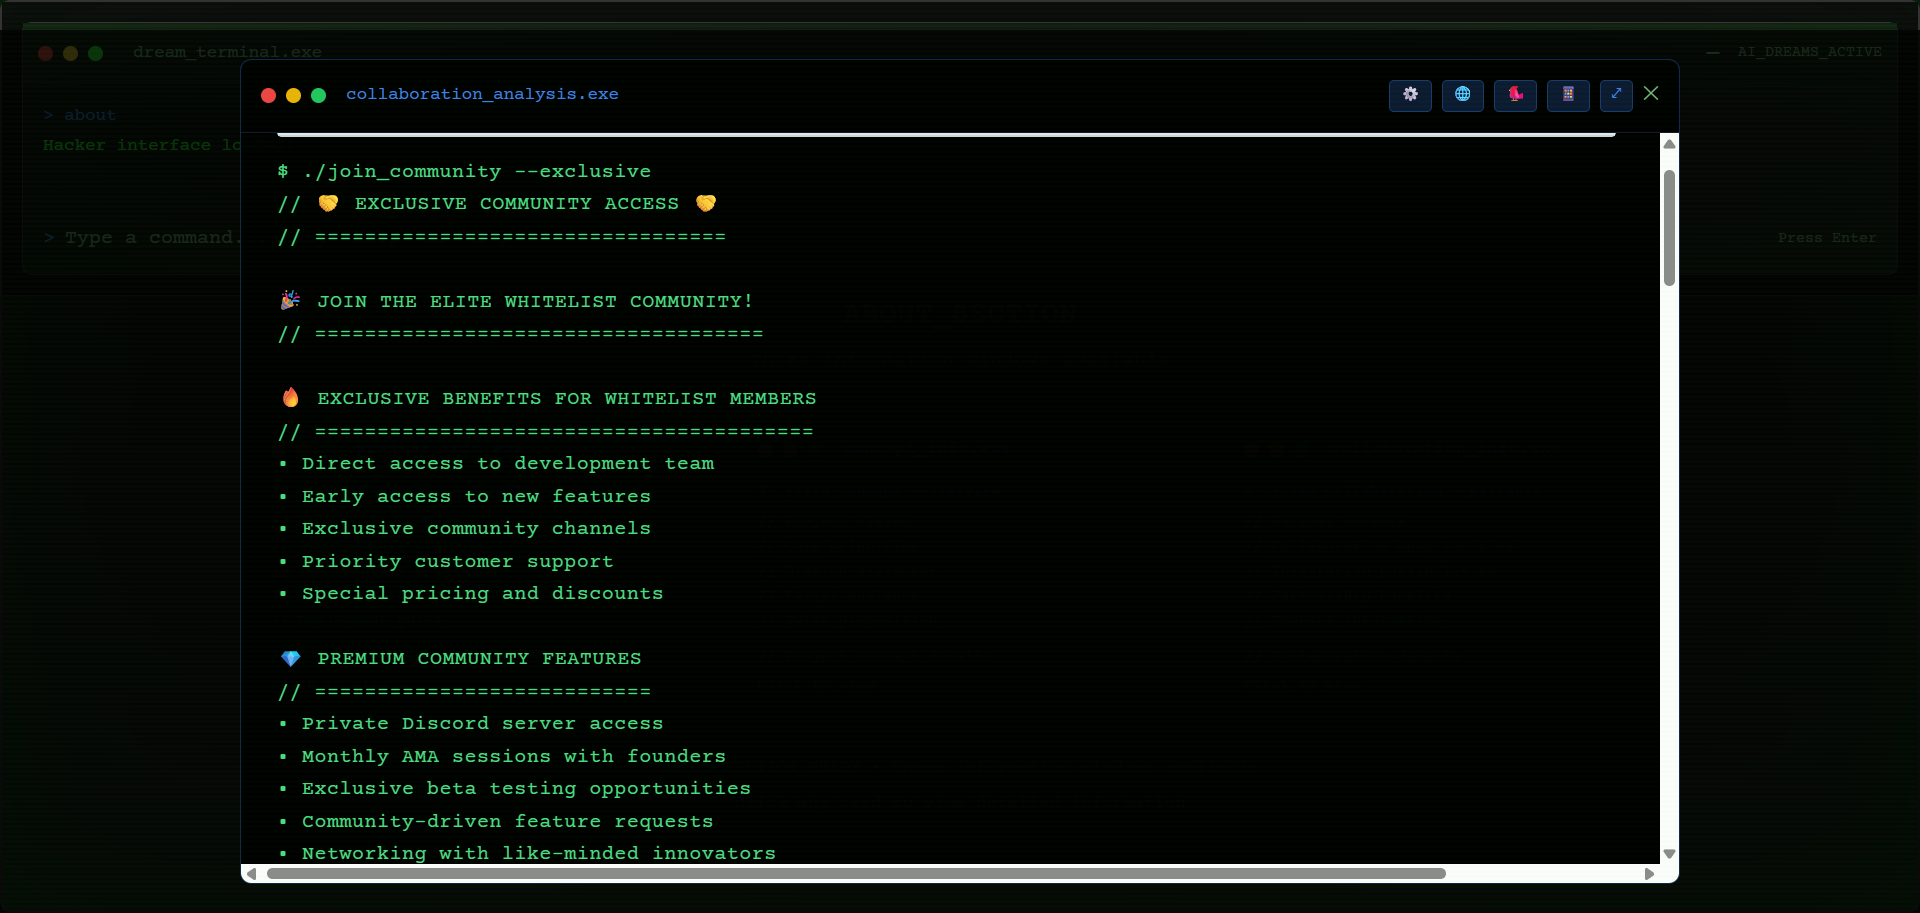 dream_terminal.exe
— AI_DREAMS_ACTIVE
collaboration_analysis.exe
> about
Hacker interface lo
> Type a command.
Press Enter
$ ./join_community --exclusive
// 🤝 EXCLUSIVE COMMUNITY ACCESS 🤝
// =================================
🎉 JOIN THE ELITE WHITELIST COMMUNITY!
// ====================================
🔥 EXCLUSIVE BENEFITS FOR WHITELIST MEMBERS
// ========================================
• Direct access to development team
• Early access to new features
• Exclusive community channels
• Priority customer support
• Special pricing and discounts
💎 PREMIUM COMMUNITY FEATURES
// ===========================
• Private Discord server access
• Monthly AMA sessions with founders
• Exclusive beta testing opportunities
• Community-driven feature requests
• Networking with like-minded innovators